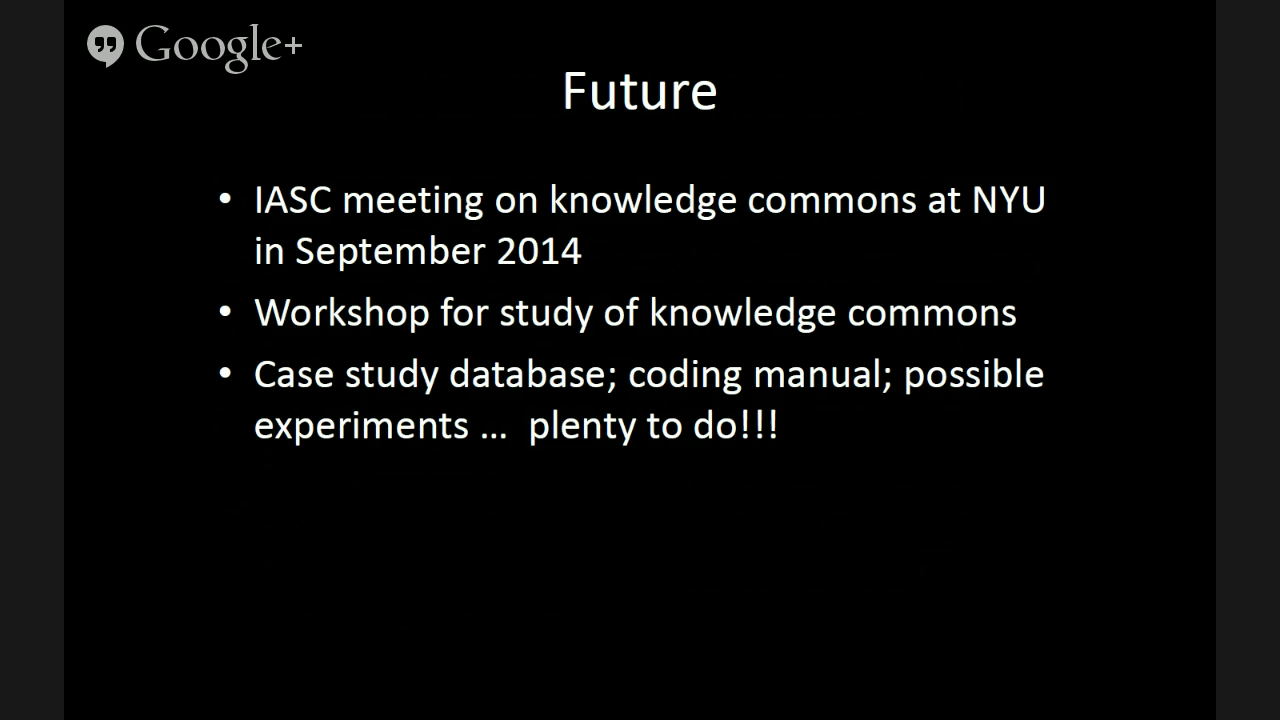 Google+
Future
• IASC meeting on knowledge commons at NYU
in September 2014
• Workshop for study of knowledge commons
• Case study database; coding manual; possible
experiments ...  plenty to do!!!